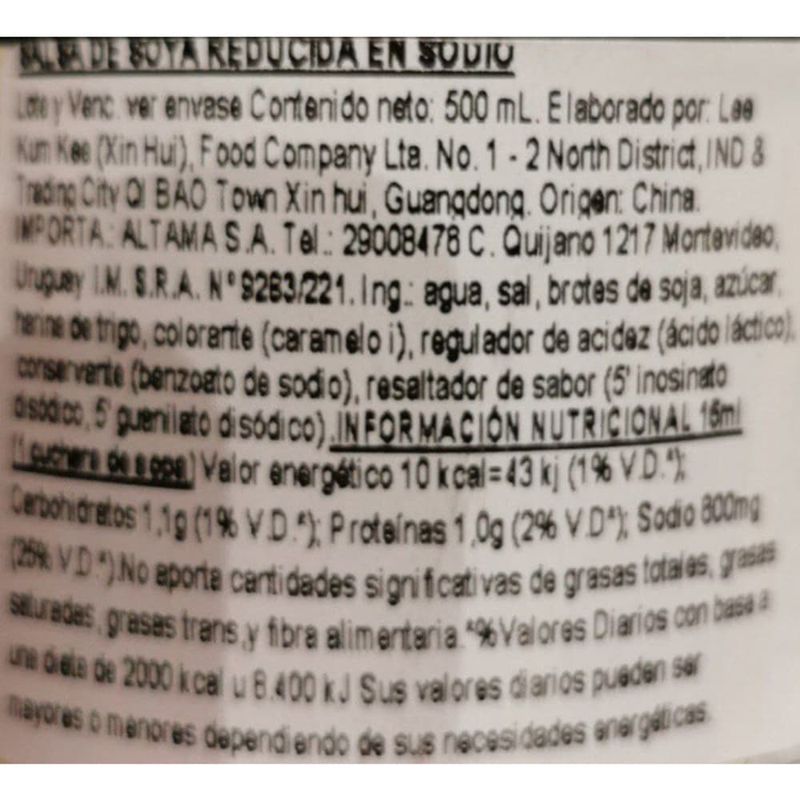 SALSA DE SOYA REDUCIDA EN SODIO
Lote y Venc. ver envase Contenido neto: 500 mL. Elaborado por: Lee
Kum Kee (Xin Hui), Food Company Lta. No. 1 - 2 North District, IND &
Trading City QI BAO Town Xin hui, Guangdong. Origen: China.
IMPORTA.: ALTAMA S.A. Tel.: 29008478 C. Quijano 1217 Montevideo,
Uruguay I.M. S.R.A. N° 9283/221. Ing.: agua, sal, brotes de soja, azúcar,
harina de trigo, colorante (caramelo i), regulador de acidez (ácido láctico),
conservante (benzoato de sodio), resaltador de sabor (5' inosinato
disódico, 5' guanilato disódico). INFORMACIÓN NUTRICIONAL 15ml
(1 cuchara de sopa) Valor energético 10 kcal=43 kj (1% V.D.*);
Carbohidratos 1,1g (1% V.D.*); Proteínas 1,0g (2% V.D*); Sodio 800mg
(25% V.D.*).No aporta cantidades significativas de grasas totales, grasas
saturadas, grasas trans y fibra alimentaria.*%Valores Diarios con base a
una dieta de 2000 kcal u 8.400 kJ Sus valores diarios pueden ser
mayores o menores dependiendo de sus necesidades energéticas.